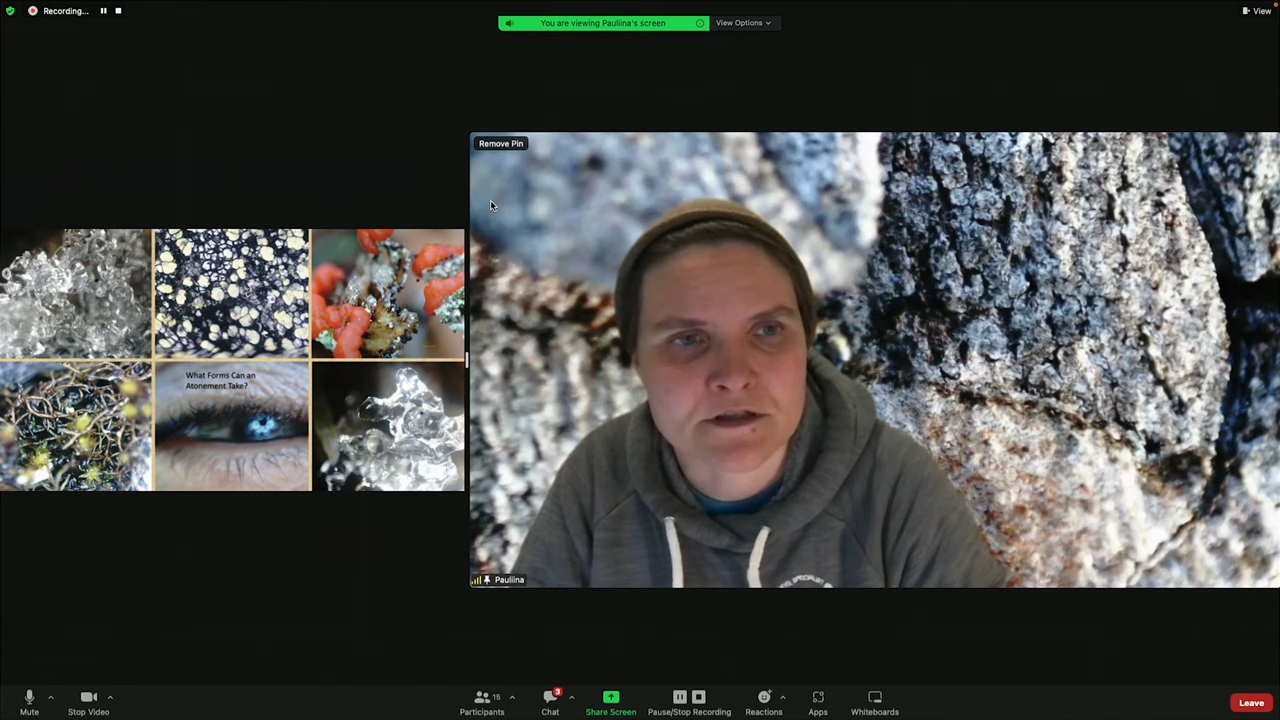 Recording...
You are viewing Pauliina's screen
View Options
View
Remove Pin
What Forms Can an
Atonement Take?
Pauliina
Mute
Stop Video
Participants
15
Chat
3
Share Screen
Pause/Stop Recording
Reactions
Apps
Whiteboards
Leave